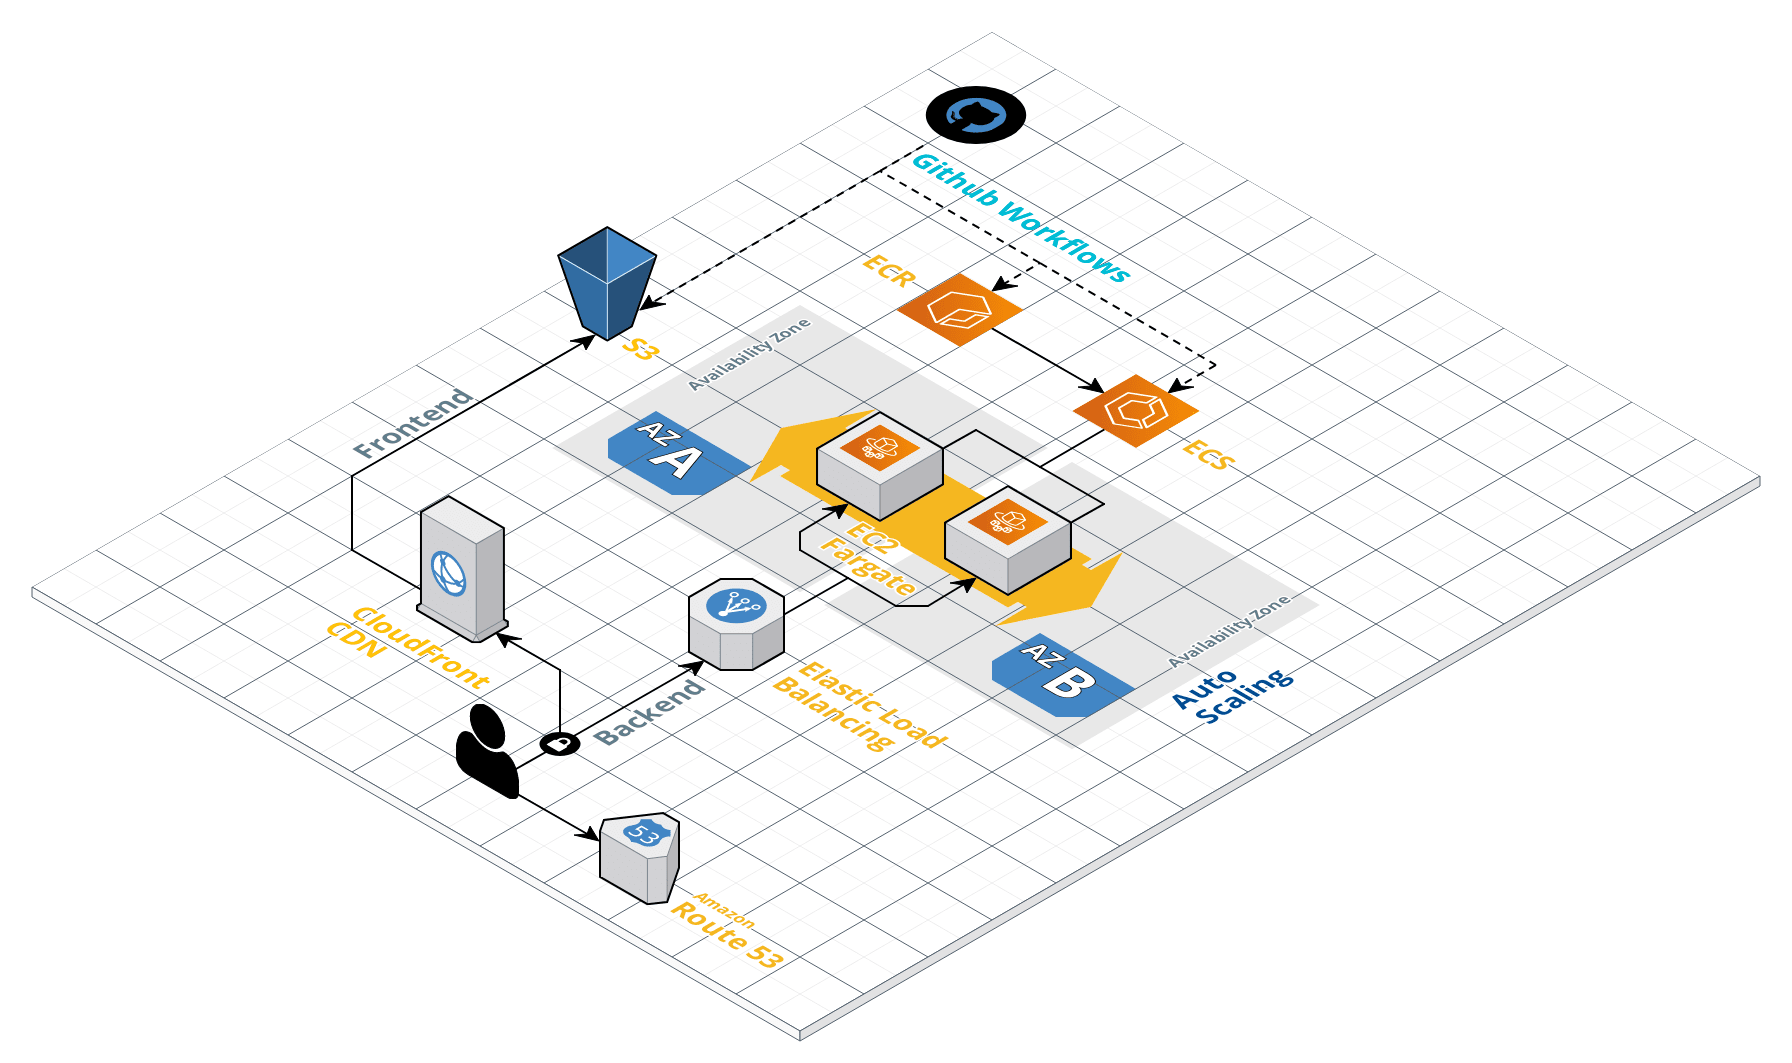 Github Workflows
ECR
S3
Availability Zone
Frontend
AZ
A
ECS
EC2
Fargate
CloudFront
CDN
Availability Zone
AZ
B
Auto
Scaling
Elastic Load
Balancing
Backend
53
Amazon
Route 53